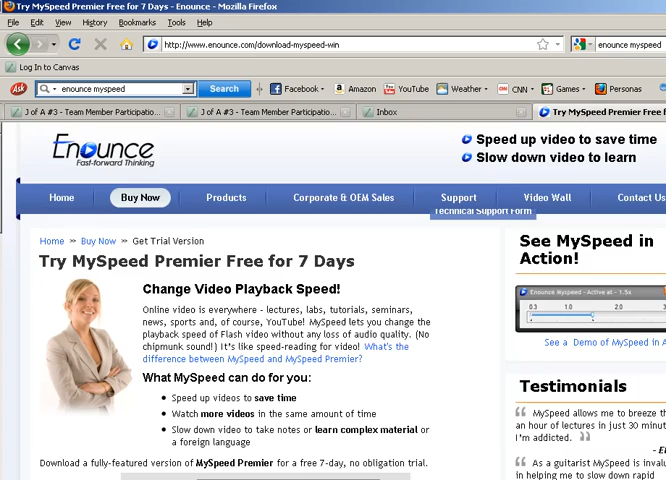 Try MySpeed Premier Free for 7 Days - Enounce - Mozilla Firefox
File Edit View History Bookmarks Tools Help
http://www.enounce.com/download-myspeed-win
enounce myspeed
Log In to Canvas
Ask enounce myspeed Search Facebook Amazon YouTube Weather CNN Games Personas
J of A #3 - Team Member Participatio... J of A #3 - Team Member Participatio... Inbox Try MySpeed Premier Free f
Enounce
Fast-forward Thinking
Speed up video to save time
Slow down video to learn
Home Buy Now Products Corporate & OEM Sales Support Video Wall Contact Us
Technical Support Form
Home >> Buy Now >> Get Trial Version
Try MySpeed Premier Free for 7 Days
Change Video Playback Speed!
Online video is everywhere - lectures, labs, tutorials, seminars,
news, sports and, of course, YouTube! MySpeed lets you change the
playback speed of Flash video without any loss of audio quality. (No
chipmunk sound!) It's like speed-reading for video! What's the
difference between MySpeed and MySpeed Premier?
What MySpeed can do for you:
Speed up videos to save time
Watch more videos in the same amount of time
Slow down video to take notes or learn complex material or
a foreign language
Download a fully-featured version of MySpeed Premier for a free 7-day, no obligation trial.
See MySpeed in
Action!
Enounce MySpeed - Active at - 1.5x
0.3 1.0 2.0 3.0
See a Demo of MySpeed in A
Testimonials
MySpeed allows me to breeze th
an hour of lectures in just 30 minut
I'm addicted.
As a guitarist MySpeed is invalu
in helping me to slow down rapid